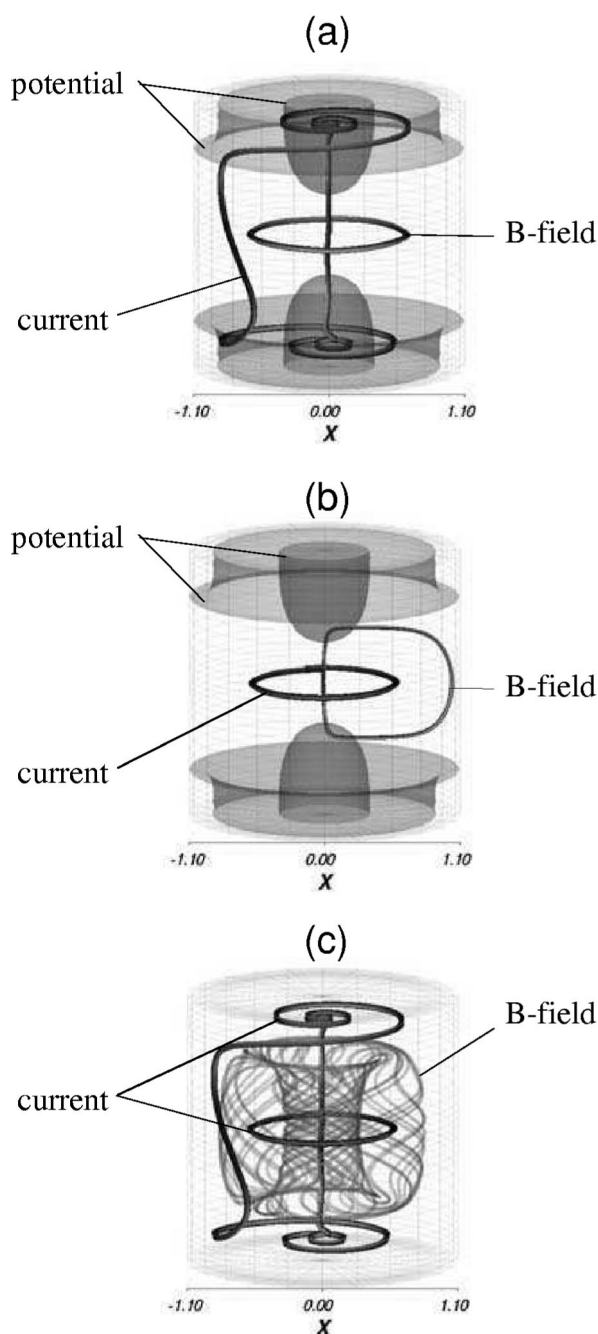 (a)
potential
B-field
current
-1.10 0.00 1.10
X
(b)
potential
B-field
current
-1.10 0.00 1.10
X
(c)
B-field
current
-1.10 0.00 1.10
X